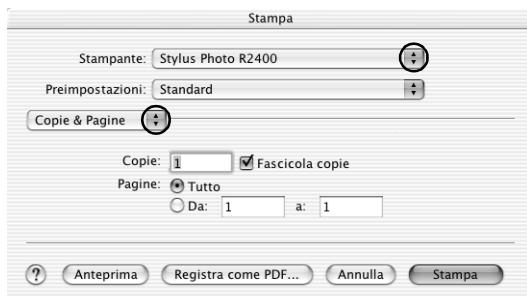 Stampa
Stampante: Stylus Photo R2400
Preimpostazioni: Standard
Copie & Pagine
Copie: 1 Fascicola copie
Pagine: Tutto
Da: 1 a: 1
? Anteprima Registra come PDF... Annulla Stampa